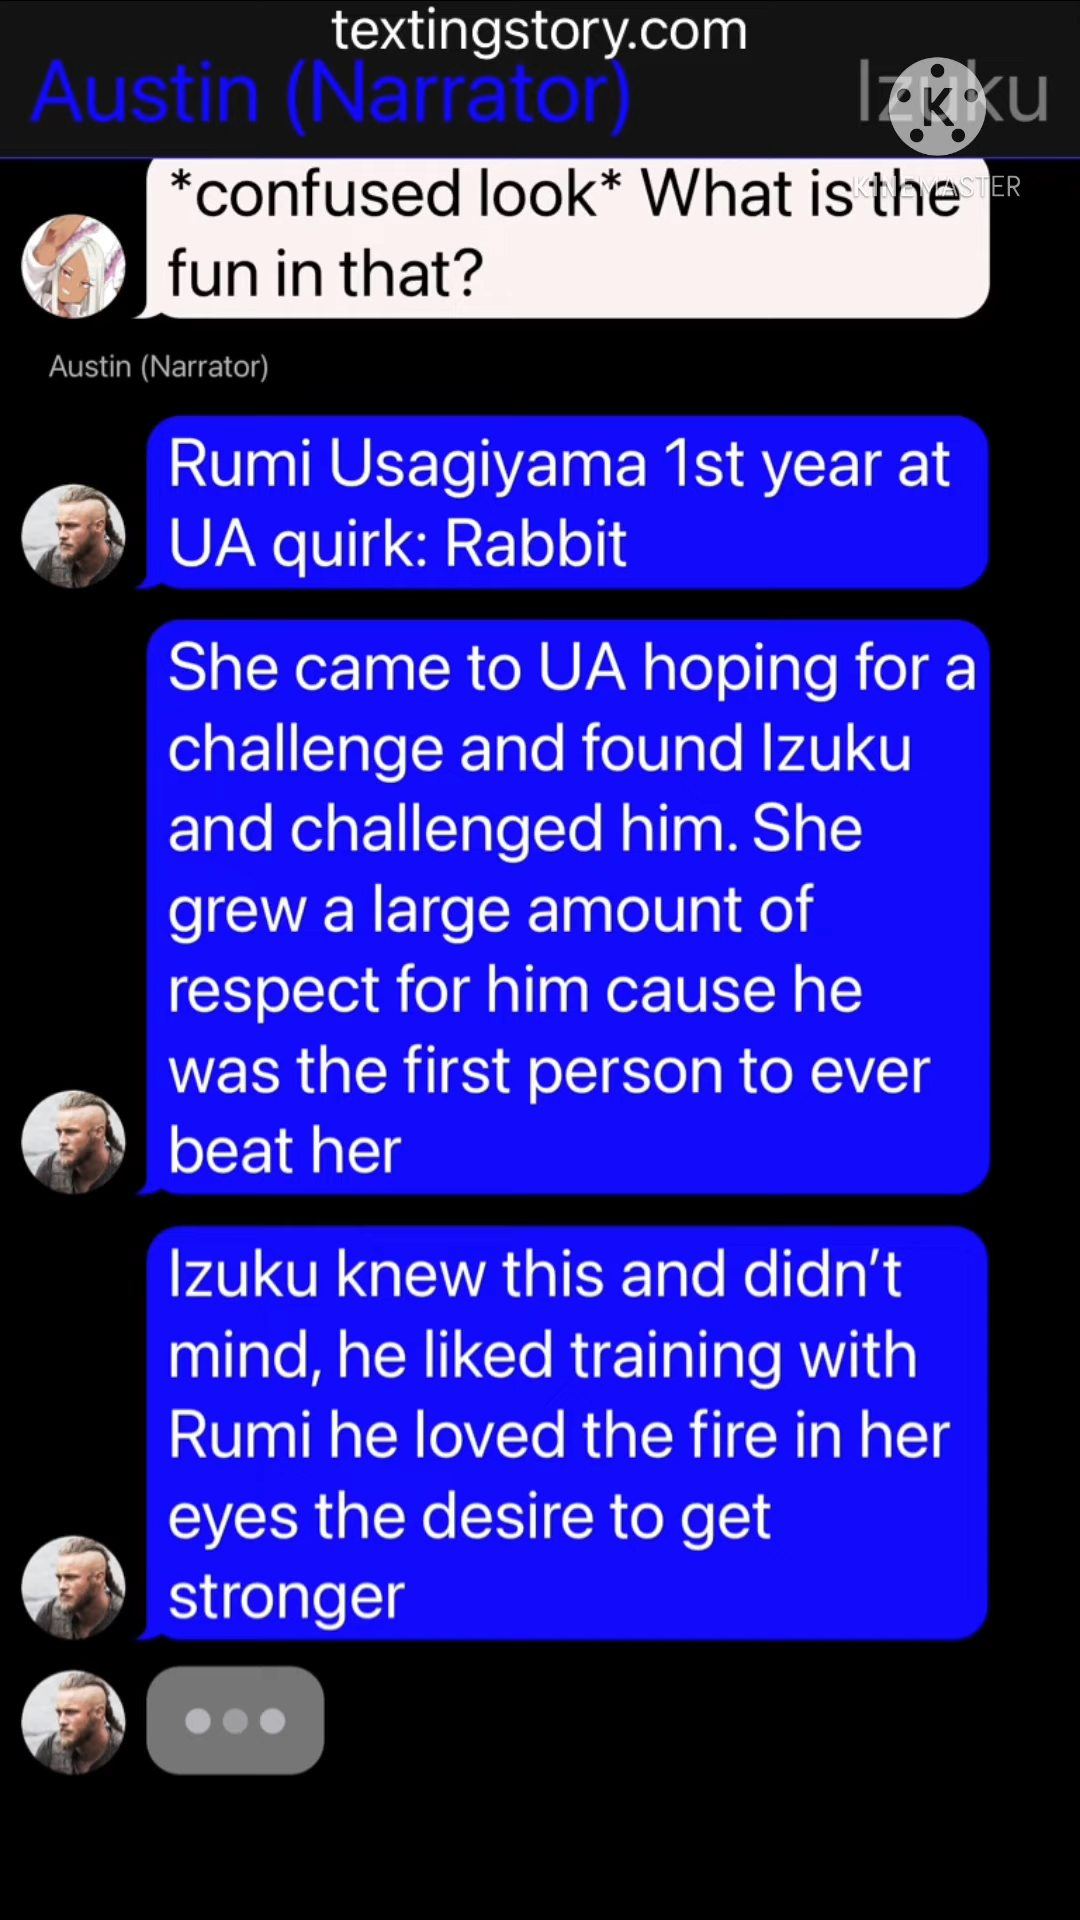 textingstory.com
Austin (Narrator)
Izuku
K
KINEMASTER
*confused look* What is the
fun in that?
Austin (Narrator)
Rumi Usagiyama 1st year at
UA quirk: Rabbit
She came to UA hoping for a
challenge and found Izuku
and challenged him. She
grew a large amount of
respect for him cause he
was the first person to ever
beat her
Izuku knew this and didn’t
mind, he liked training with
Rumi he loved the fire in her
eyes the desire to get
stronger